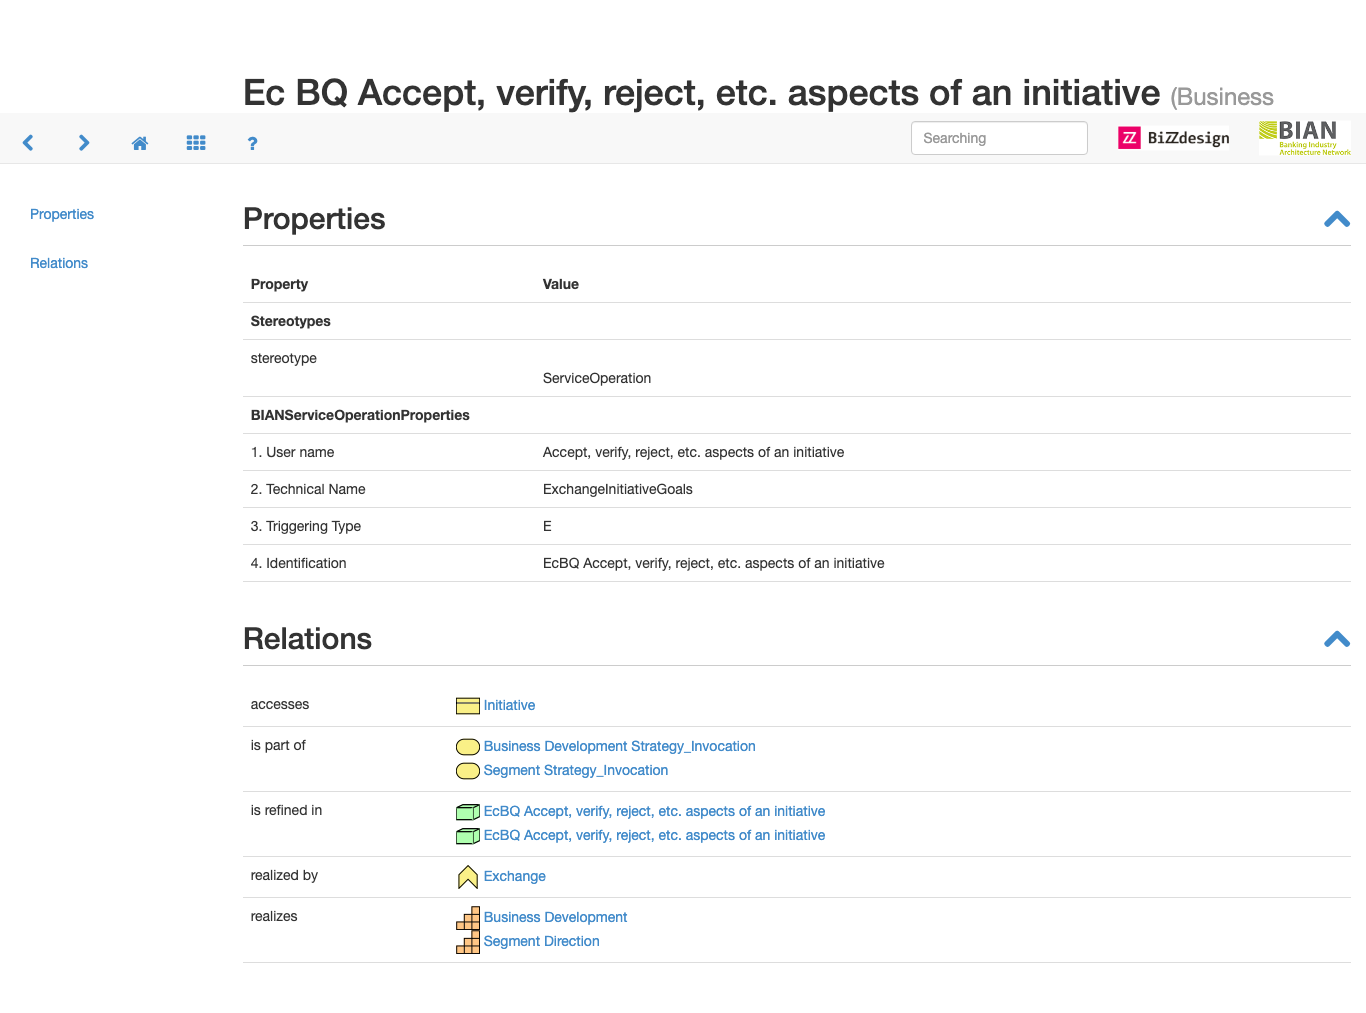 Ec BQ Accept, verify, reject, etc. aspects of an initiative (Business
?
Searching
ZZ BiZZdesign
BIAN
Banking Industry
Architecture Network
Properties
Relations
Properties
Property Value
Stereotypes
stereotype
ServiceOperation
BIANServiceOperationProperties
1. User name Accept, verify, reject, etc. aspects of an initiative
2. Technical Name ExchangeInitiativeGoals
3. Triggering Type E
4. Identification EcBQ Accept, verify, reject, etc. aspects of an initiative
Relations
accesses Initiative
is part of Business Development Strategy_Invocation
Segment Strategy_Invocation
is refined in EcBQ Accept, verify, reject, etc. aspects of an initiative
EcBQ Accept, verify, reject, etc. aspects of an initiative
realized by Exchange
realizes Business Development
Segment Direction